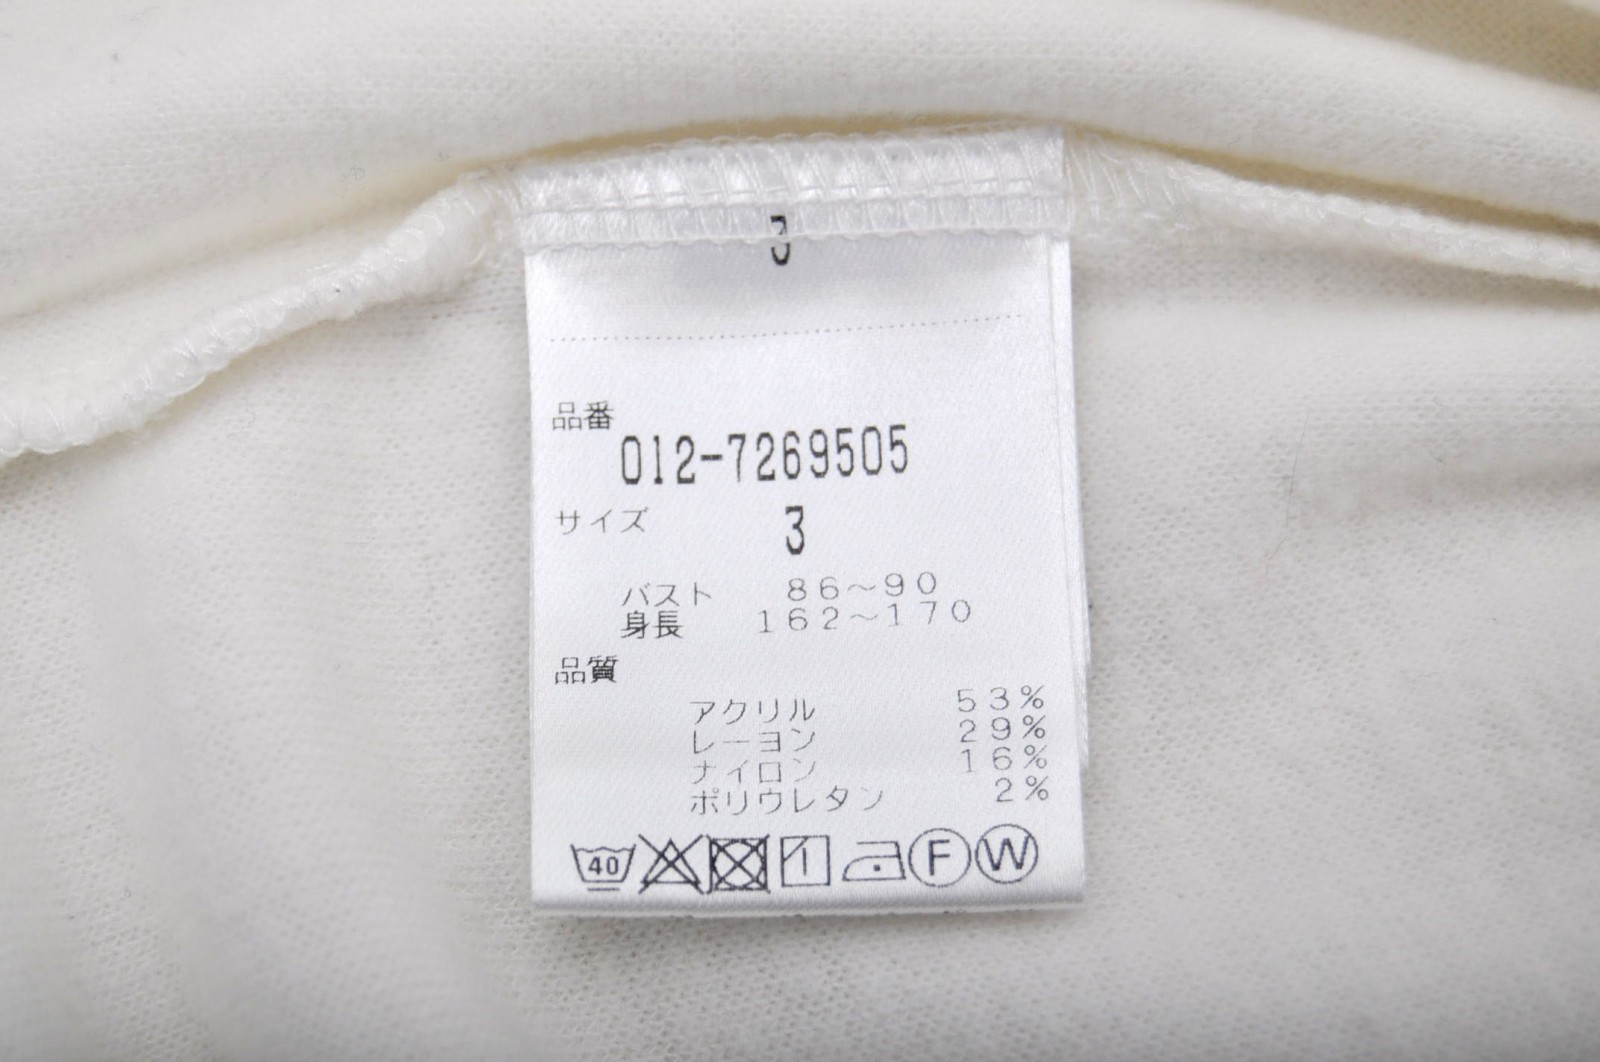 3
品番
012-7269505
サイズ 3
バスト 86～90
身長 162～170
品質
アクリル 53%
レーヨン 29%
ナイロン 16%
ポリウレタン 2%
40 F W